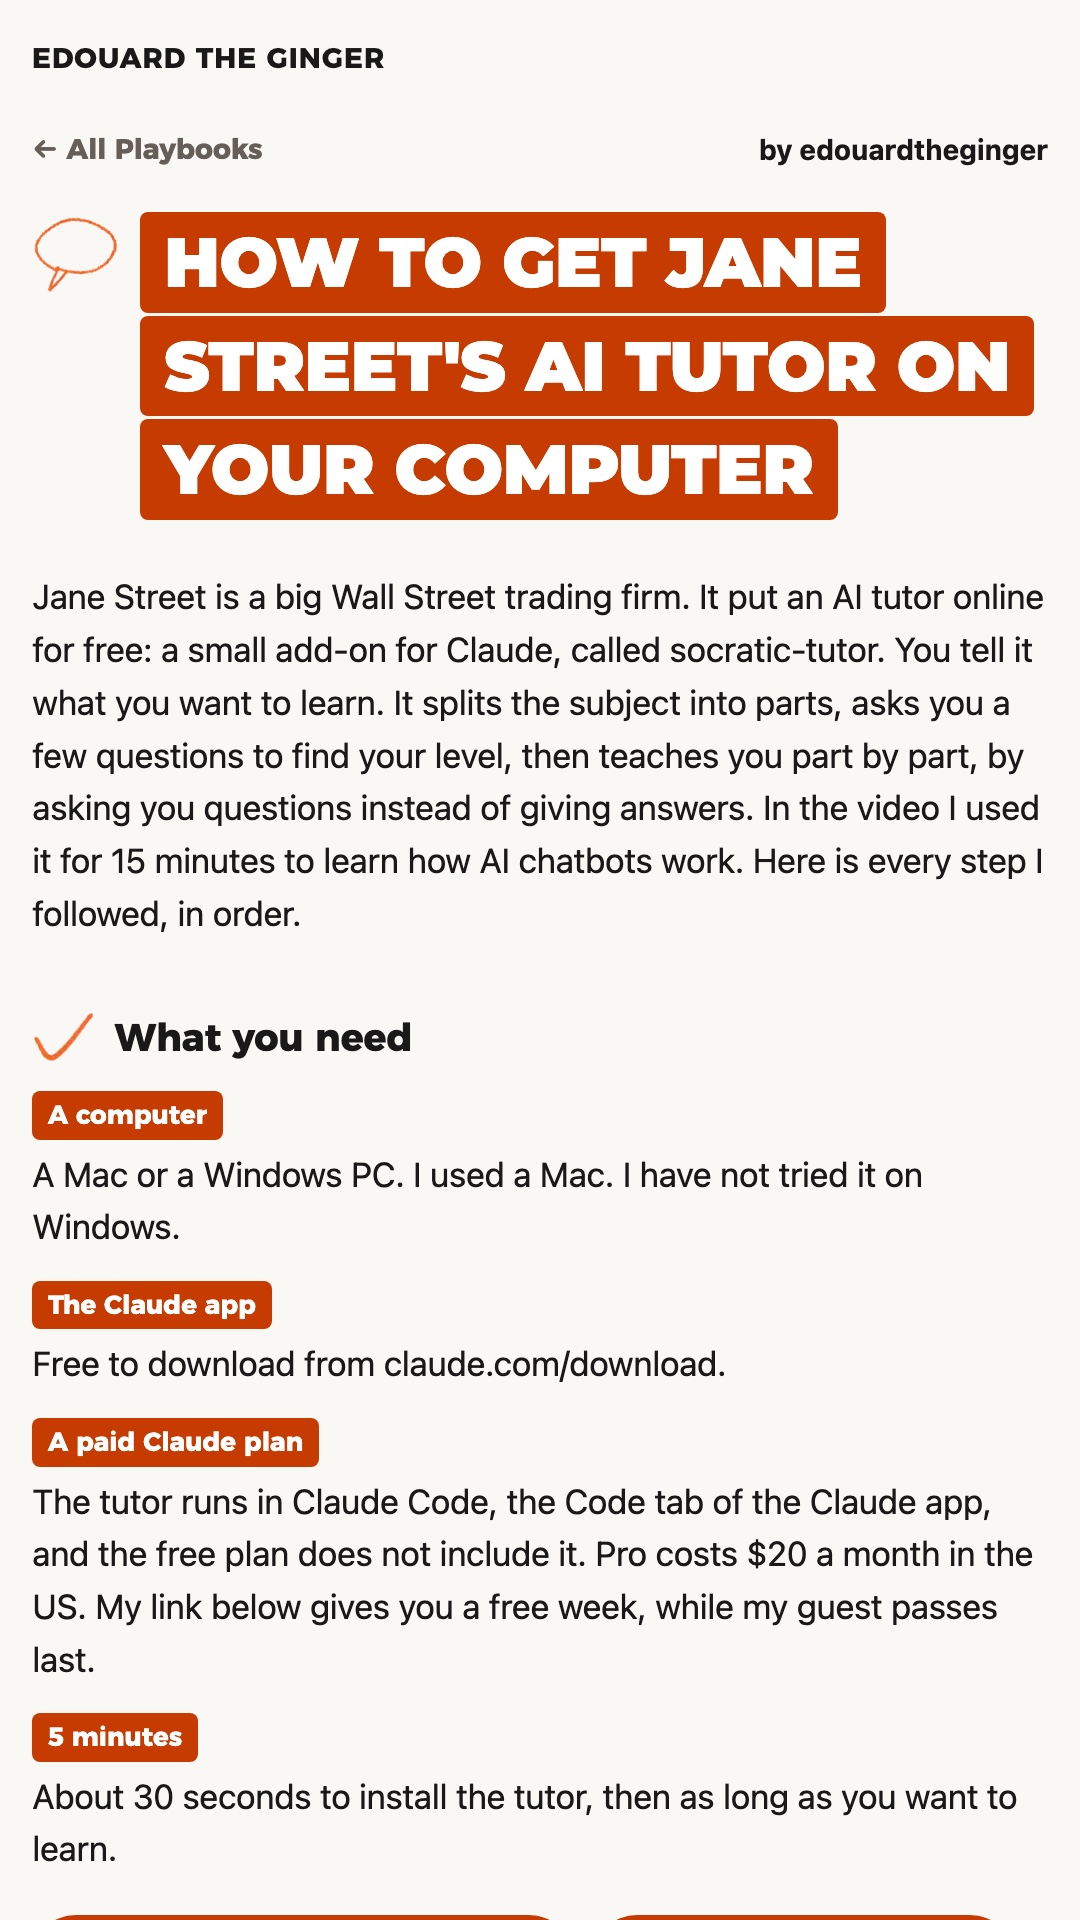 EDOUARD THE GINGER
← All Playbooks
by edouardtheginger
HOW TO GET JANE
STREET'S AI TUTOR ON
YOUR COMPUTER
Jane Street is a big Wall Street trading firm. It put an AI tutor online
for free: a small add-on for Claude, called socratic-tutor. You tell it
what you want to learn. It splits the subject into parts, asks you a
few questions to find your level, then teaches you part by part, by
asking you questions instead of giving answers. In the video I used
it for 15 minutes to learn how AI chatbots work. Here is every step I
followed, in order.
What you need
A computer
A Mac or a Windows PC. I used a Mac. I have not tried it on
Windows.
The Claude app
Free to download from claude.com/download.
A paid Claude plan
The tutor runs in Claude Code, the Code tab of the Claude app,
and the free plan does not include it. Pro costs $20 a month in the
US. My link below gives you a free week, while my guest passes
last.
5 minutes
About 30 seconds to install the tutor, then as long as you want to
learn.